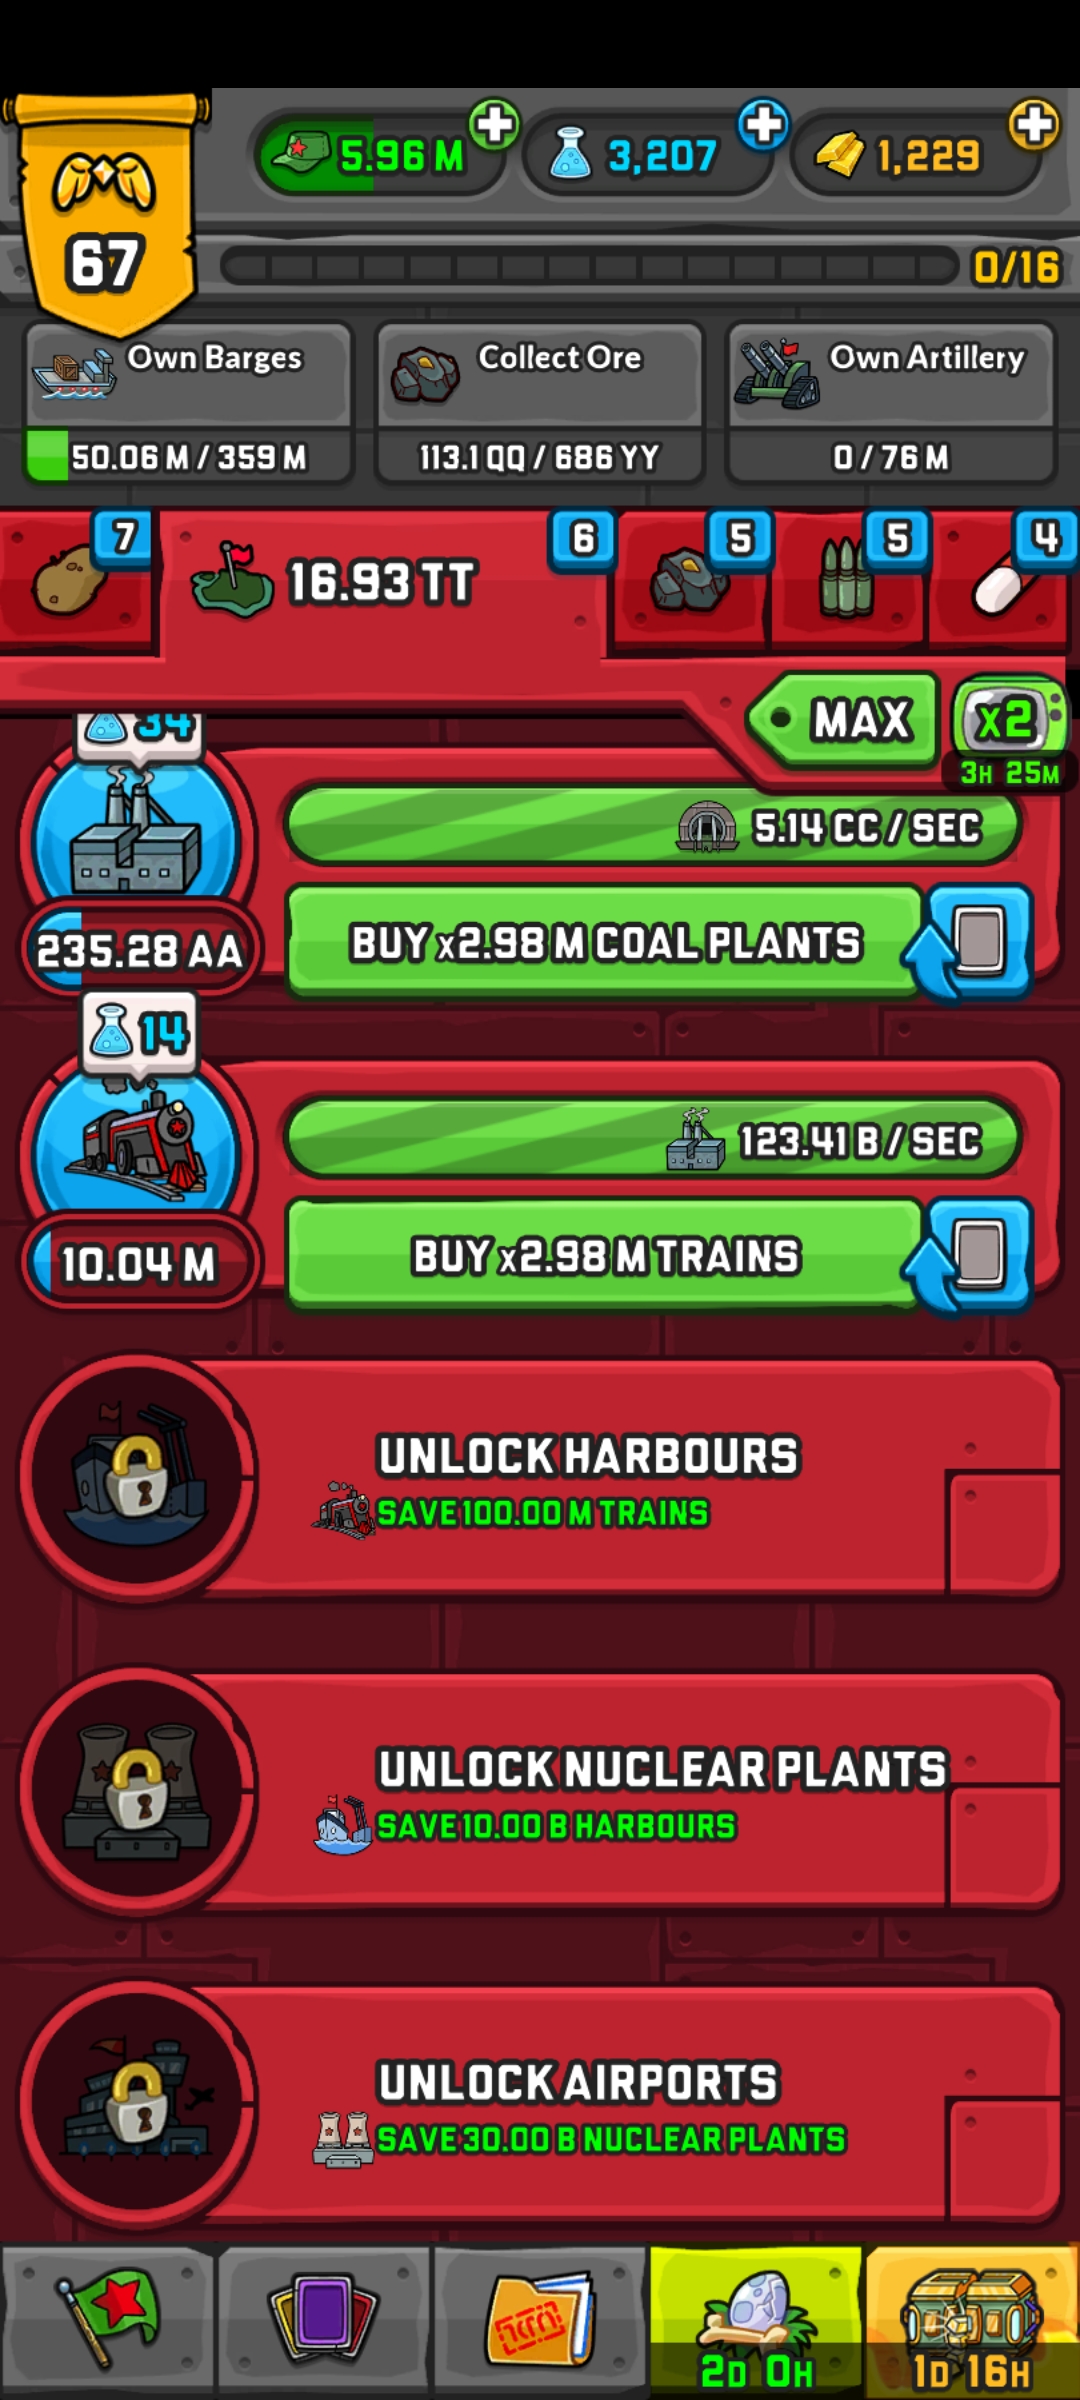 67
5.96 M
3,207
1,229
0/16
Own Barges
50.06 M / 359 M
Collect Ore
113.1 QQ / 686 YY
Own Artillery
0 / 76 M
7
16.93 TT
6
5
5
4
MAX
x2
3H 25M
34
5.14 CC / SEC
235.28 AA
BUY x2.98 M COAL PLANTS
14
123.41 B / SEC
10.04 M
BUY x2.98 M TRAINS
UNLOCK HARBOURS
SAVE 100.00 M TRAINS
UNLOCK NUCLEAR PLANTS
SAVE 10.00 B HARBOURS
UNLOCK AIRPORTS
SAVE 30.00 B NUCLEAR PLANTS
2D 0H
1D 16H